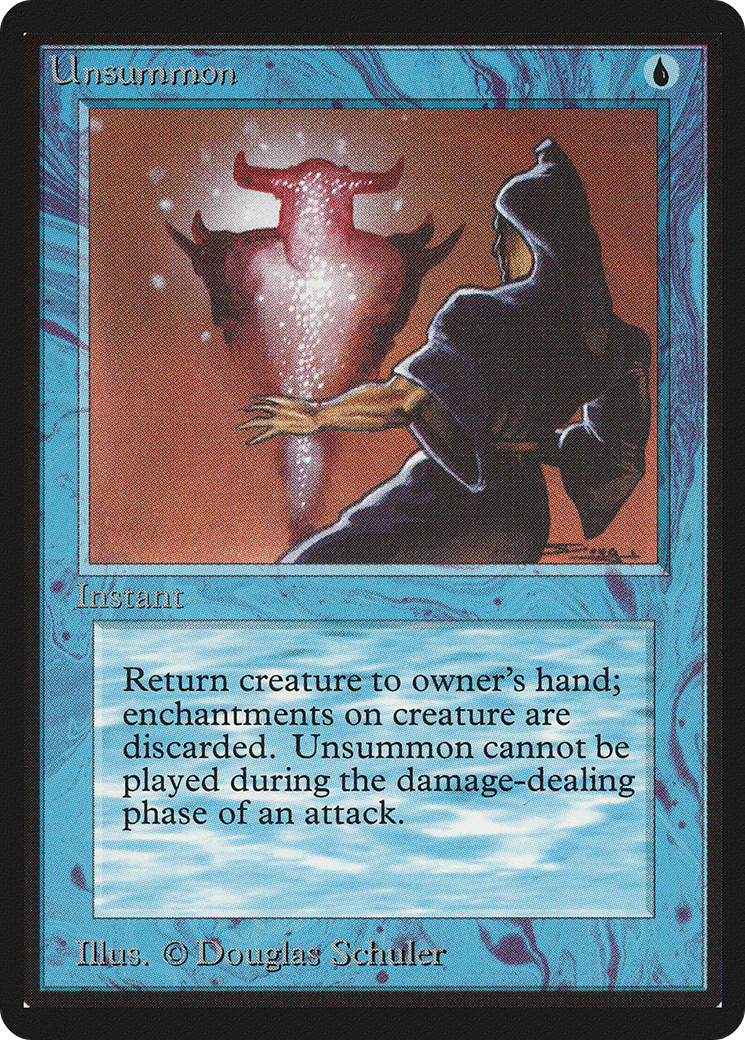 Unsummon
Instant
Return creature to owner's hand;
enchantments on creature are
discarded. Unsummon cannot be
played during the damage-dealing
phase of an attack.
Illus. © Douglas Schuler